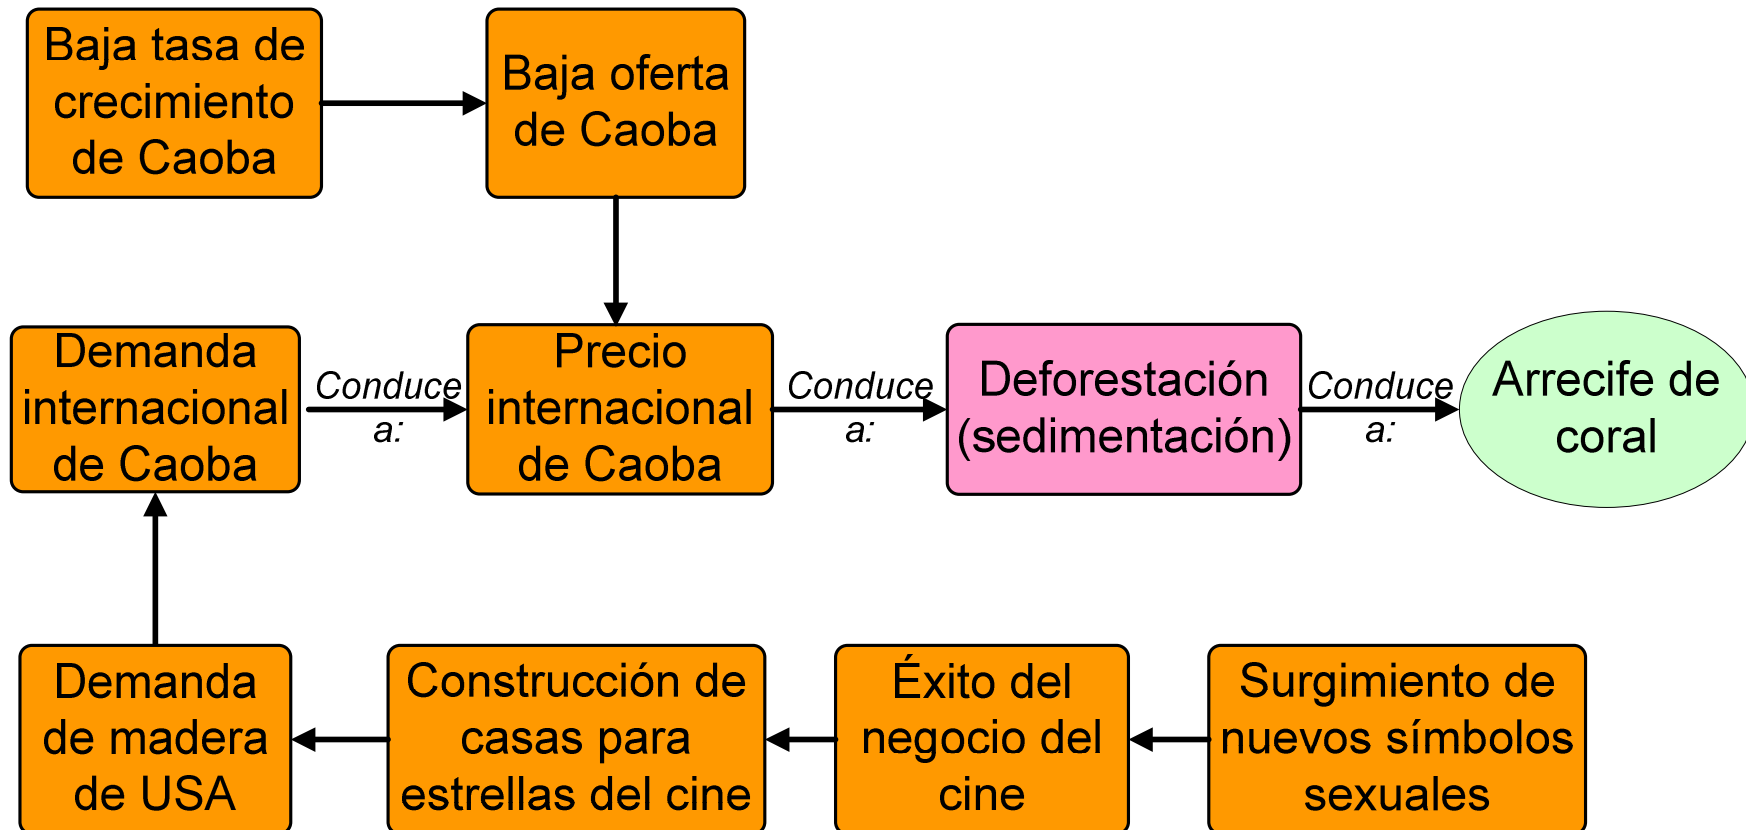 Baja tasa de
crecimiento
de Caoba
Baja oferta
de Caoba
Demanda
internacional
de Caoba
Conduce
a:
Precio
internacional
de Caoba
Conduce
a:
Deforestación
(sedimentación)
Conduce
a:
Arrecife de
coral
Demanda
de madera
de USA
Construcción de
casas para
estrellas del cine
Éxito del
negocio del
cine
Surgimiento de
nuevos símbolos
sexuales